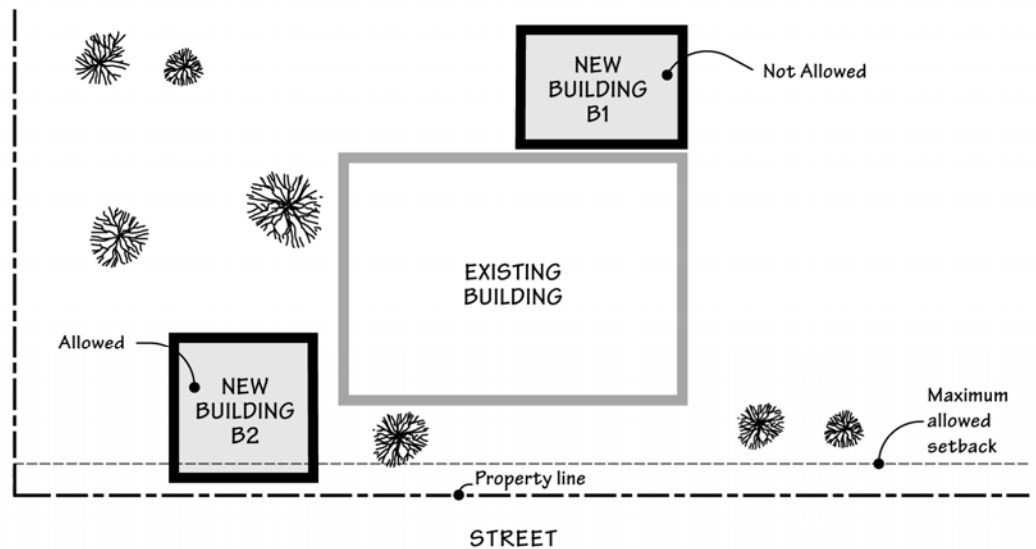 NEW
BUILDING
B1
Not Allowed
EXISTING
BUILDING
Allowed
NEW
BUILDING
B2
Maximum
allowed
setback
Property line
STREET